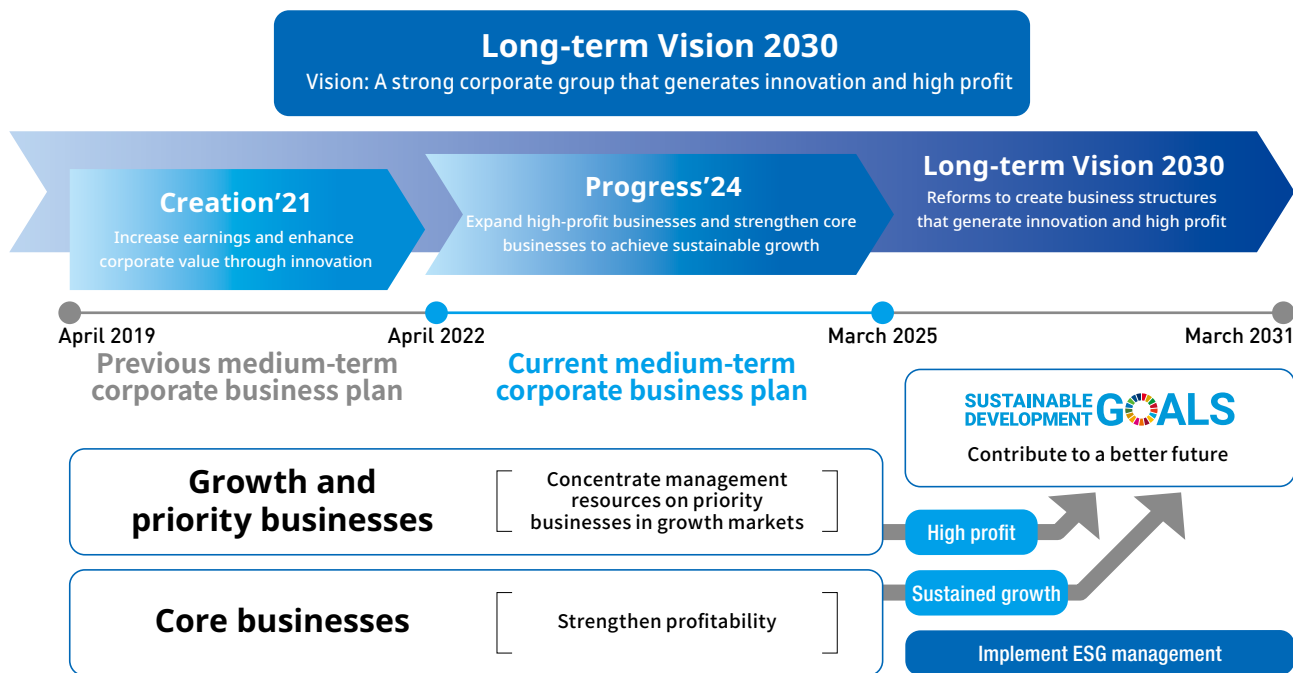 Long-term Vision 2030
Vision: A strong corporate group that generates innovation and high profit
Creation’21
Increase earnings and enhance
corporate value through innovation
Progress’24
Expand high-profit businesses and strengthen core
businesses to achieve sustainable growth
Long-term Vision 2030
Reforms to create business structures
that generate innovation and high profit
April 2019
April 2022
March 2025
March 2031
Previous medium-term
corporate business plan
Current medium-term
corporate business plan
SUSTAINABLE
DEVELOPMENT
GOALS
Contribute to a better future
Growth and
priority businesses
Concentrate management
resources on priority
businesses in growth markets
High profit
Core businesses
Strengthen profitability
Sustained growth
Implement ESG management